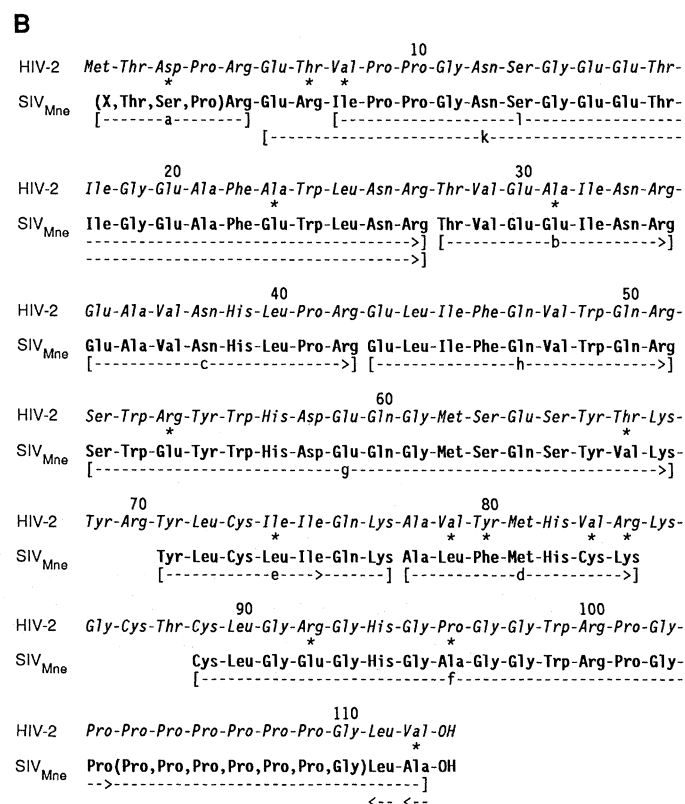 B
10
HIV-2 Met-Thr-Asp-Pro-Arg-Glu-Thr-Val-Pro-Pro-Gly-Asn-Ser-Gly-Glu-Glu-Thr-
* * *
SIVMne (X,Thr,Ser,Pro)Arg-Glu-Arg-Ile-Pro-Pro-Gly-Asn-Ser-Gly-Glu-Glu-Thr-
[-------a--------] [--------------------l------------------
[------------------------k----------------------
20 30
HIV-2 Ile-Gly-Glu-Ala-Phe-Ala-Trp-Leu-Asn-Arg-Thr-Val-Glu-Ala-Ile-Asn-Arg-
* *
SIVMne Ile-Gly-Glu-Ala-Phe-Glu-Trp-Leu-Asn-Arg Thr-Val-Glu-Glu-Ile-Asn-Arg
------------------------------------->] [-----------b----------->]
------------------------------------->]
40 50
HIV-2 Glu-Ala-Val-Asn-His-Leu-Pro-Arg-Glu-Leu-Ile-Phe-Gln-Val-Trp-Gln-Arg-
SIVMne Glu-Ala-Val-Asn-His-Leu-Pro-Arg Glu-Leu-Ile-Phe-Gln-Val-Trp-Gln-Arg
[------------c--------------->] [---------------h--------------->]
60
HIV-2 Ser-Trp-Arg-Tyr-Trp-His-Asp-Glu-Gln-Gly-Met-Ser-Glu-Ser-Tyr-Thr-Lys-
* *
SIVMne Ser-Trp-Glu-Tyr-Trp-His-Asp-Glu-Gln-Gly-Met-Ser-Gln-Ser-Tyr-Val-Lys-
[----------------------------g------------------------------------>]
70 80
HIV-2 Tyr-Arg-Tyr-Leu-Cys-Ile-Ile-Gln-Lys-Ala-Val-Tyr-Met-His-Val-Arg-Lys-
* * * * *
SIVMne Tyr-Leu-Cys-Leu-Ile-Gln-Lys Ala-Leu-Phe-Met-His-Cys-Lys
[------------e---->-------] [------------d----------->]
90 100
HIV-2 Gly-Cys-Thr-Cys-Leu-Gly-Arg-Gly-His-Gly-Pro-Gly-Gly-Trp-Arg-Pro-Gly-
* *
SIVMne Cys-Leu-Gly-Glu-Gly-His-Gly-Ala-Gly-Gly-Trp-Arg-Pro-Gly-
[----------------------------f--------------------------
110
HIV-2 Pro-Pro-Pro-Pro-Pro-Pro-Pro-Gly-Leu-Val-OH
*
SIVMne Pro(Pro,Pro,Pro,Pro,Pro,Pro,Gly)Leu-Ala-OH
-->-----------------------------------]
<-- <--